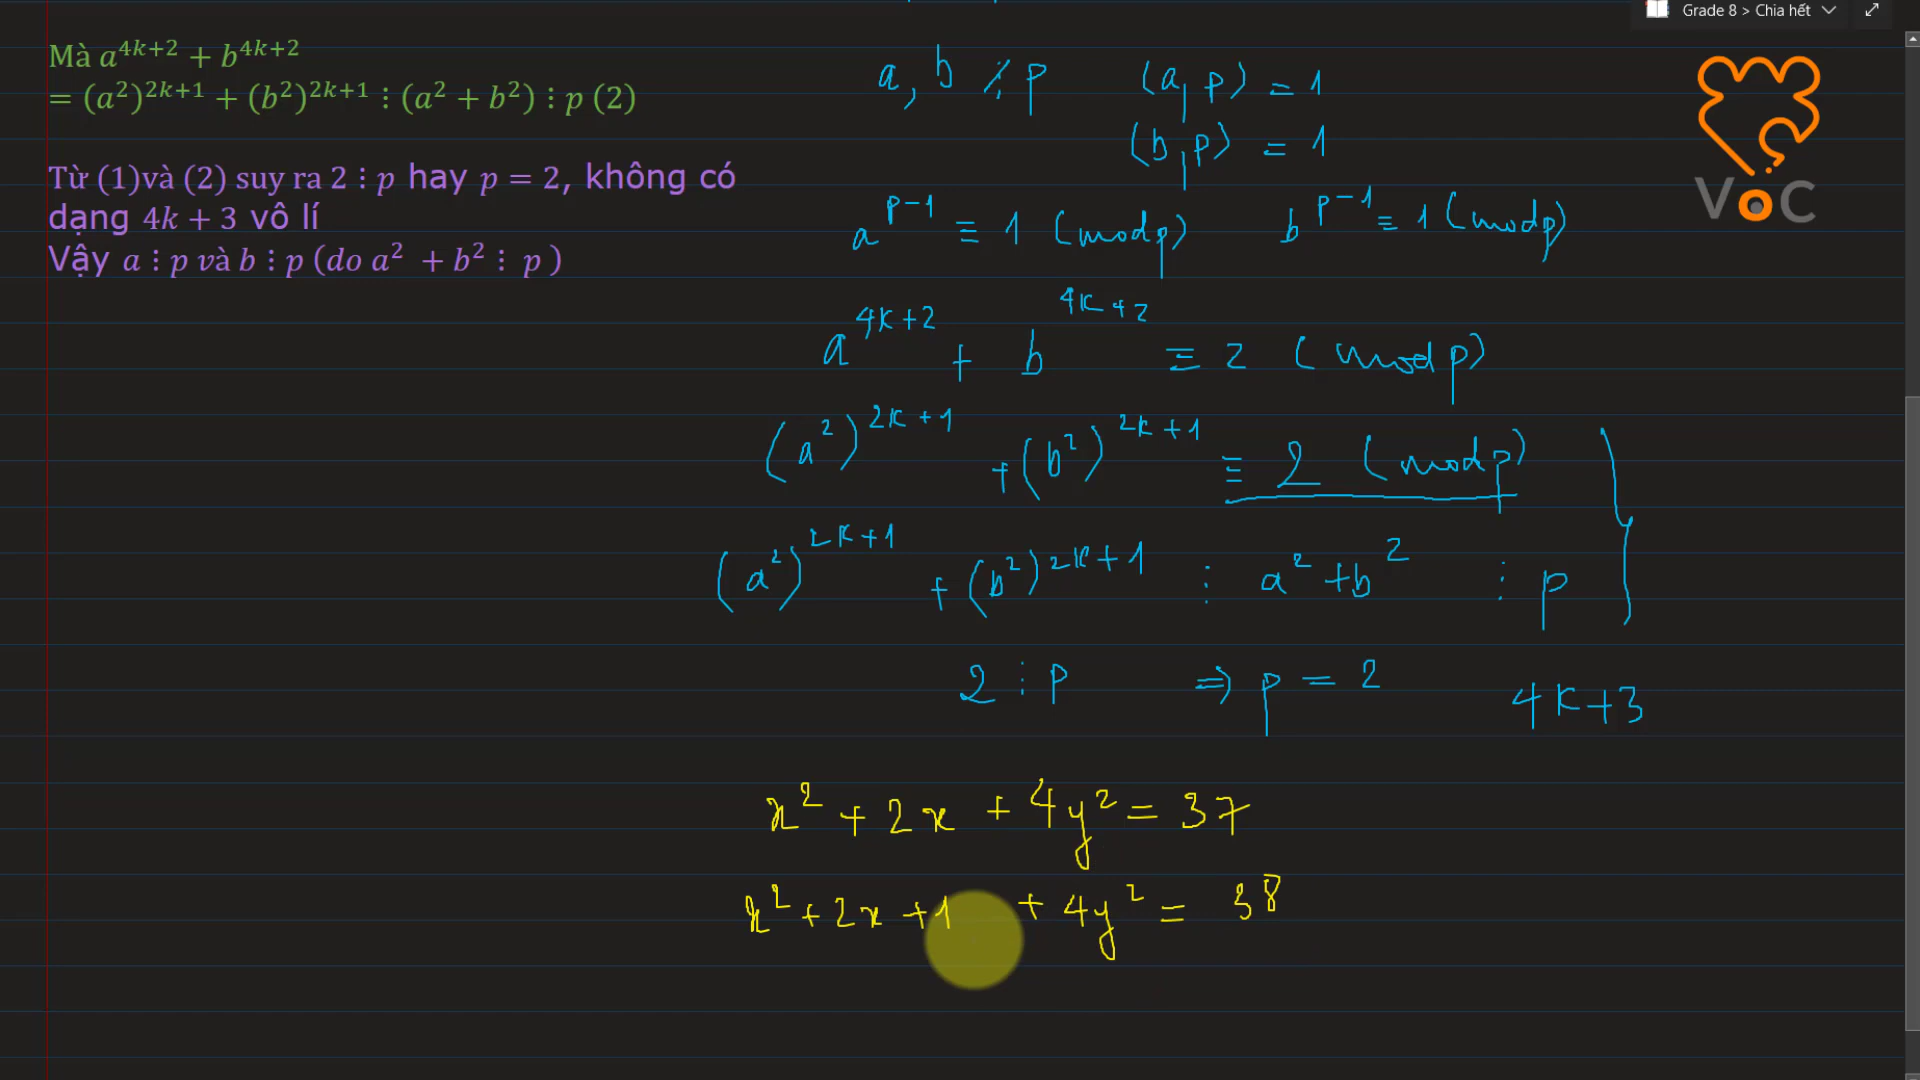 Grade 8 > Chia hết
Mà a^{4k+2} + b^{4k+2}
= (a²)^{2k+1} + (b²)^{2k+1} ⋮ (a² + b²) ⋮ p (2)
Từ (1)và (2) suy ra 2 ⋮ p hay p = 2, không có
dạng 4k + 3 vô lí
Vậy a ⋮ p và b ⋮ p (do a² + b² ⋮ p )
a, b ⋮̸ p (a, p) = 1
(b, p) = 1
a^{p-1} ≡ 1 (mod p) b^{p-1} ≡ 1 (mod p)
a^{4k+2} + b^{4k+2} ≡ 2 (mod p)
(a²)^{2k+1} + (b²)^{2k+1} ≡ 2 (mod p)
(a²)^{2k+1} + (b²)^{2k+1} ⋮ a² + b² ⋮ p
2 ⋮ p ⇒ p = 2 4k+3
x² + 2x + 4y² = 37
x² + 2x + 1 + 4y² = 38
VoC